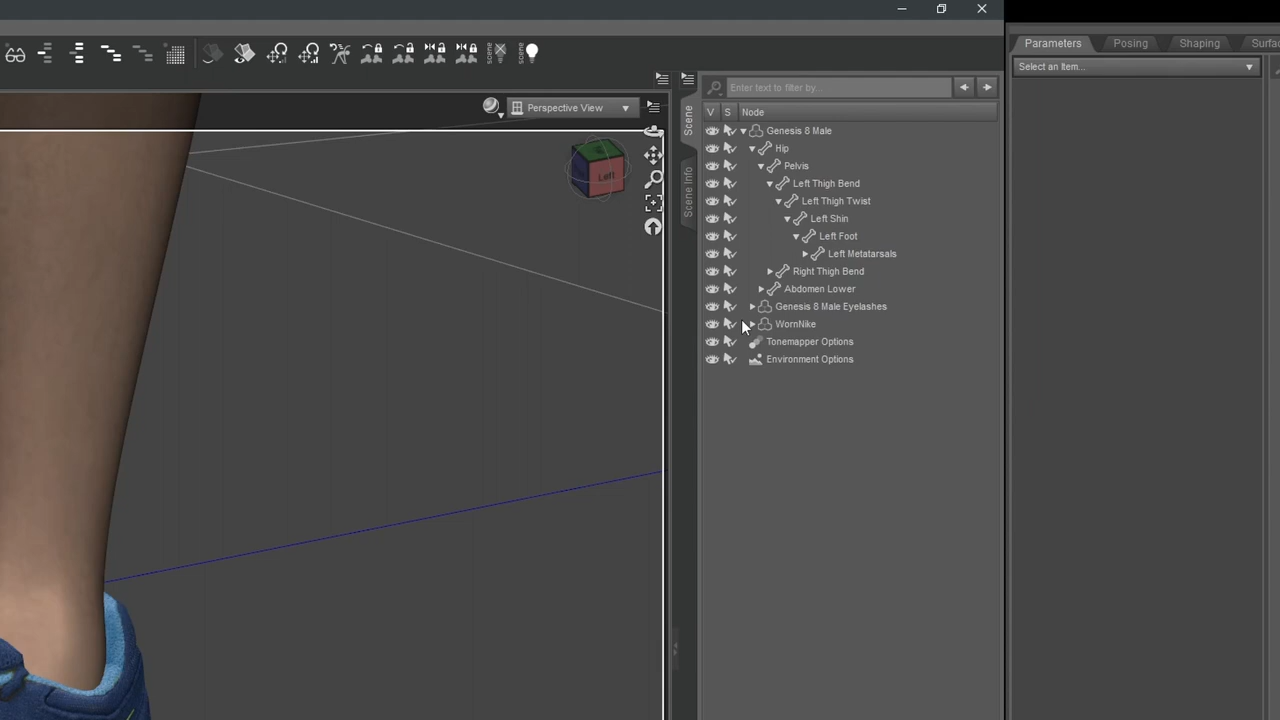 Parameters
Posing
Shaping
Surfac
Select an Item...
Enter text to filter by...
Perspective View
V S Node
Scene
Scene Info
Left
Genesis 8 Male
Hip
Pelvis
Left Thigh Bend
Left Thigh Twist
Left Shin
Left Foot
Left Metatarsals
Right Thigh Bend
Abdomen Lower
Genesis 8 Male Eyelashes
WornNike
Tonemapper Options
Environment Options